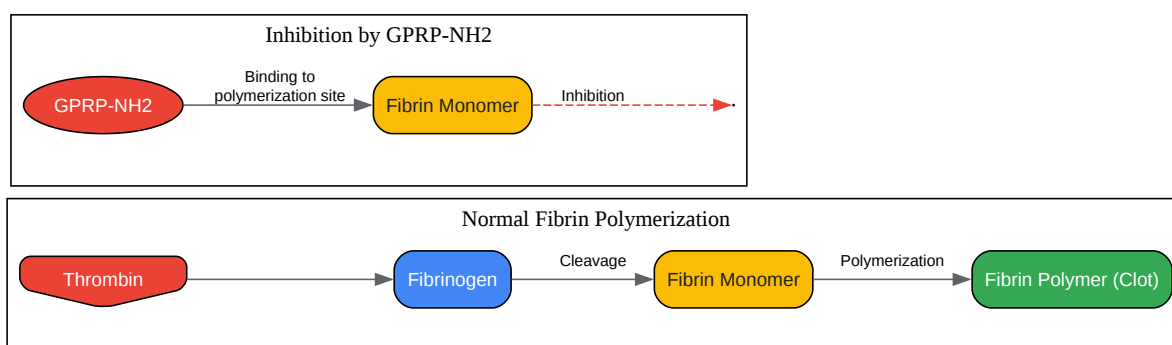 Inhibition by GPRP-NH2
GPRP-NH2
Binding to
polymerization site
Fibrin Monomer
Inhibition
Normal Fibrin Polymerization
Thrombin
Fibrinogen
Cleavage
Fibrin Monomer
Polymerization
Fibrin Polymer (Clot)